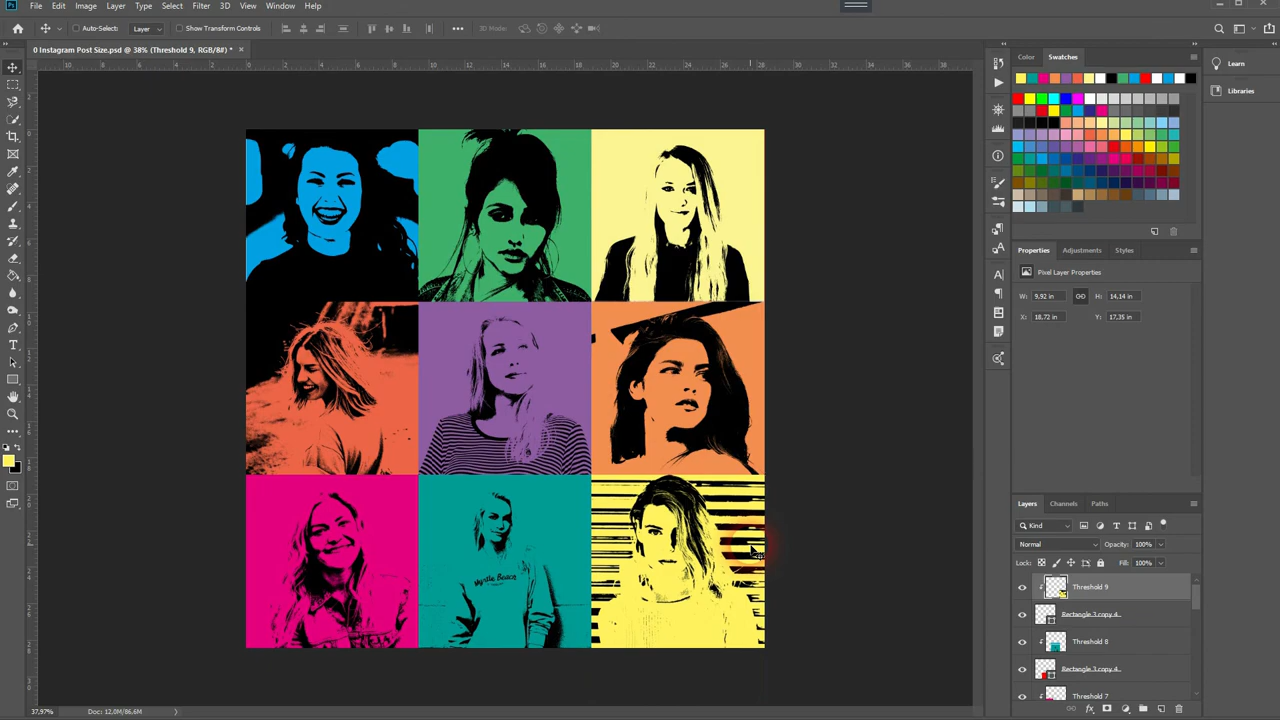 Ps File Edit Image Layer Type Select Filter 3D View Window Help
Auto-Select: Layer Show Transform Controls 3D Mode:
0 Instagram Post Size.psd @ 38% (Threshold 9, RGB/8#) *
Color Swatches
Learn
Libraries
Properties Adjustments Styles
Pixel Layer Properties
W: 9,92 in H: 14,14 in
X: 18,72 in Y: 17,35 in
Myrtle Beach
Layers Channels Paths
Kind
Normal Opacity: 100%
Lock: Fill: 100%
Threshold 9
Rectangle 3 copy 4...
Threshold 8
Rectangle 3 copy 4...
Threshold 7
37,97% Doc: 12,0M/86,6M